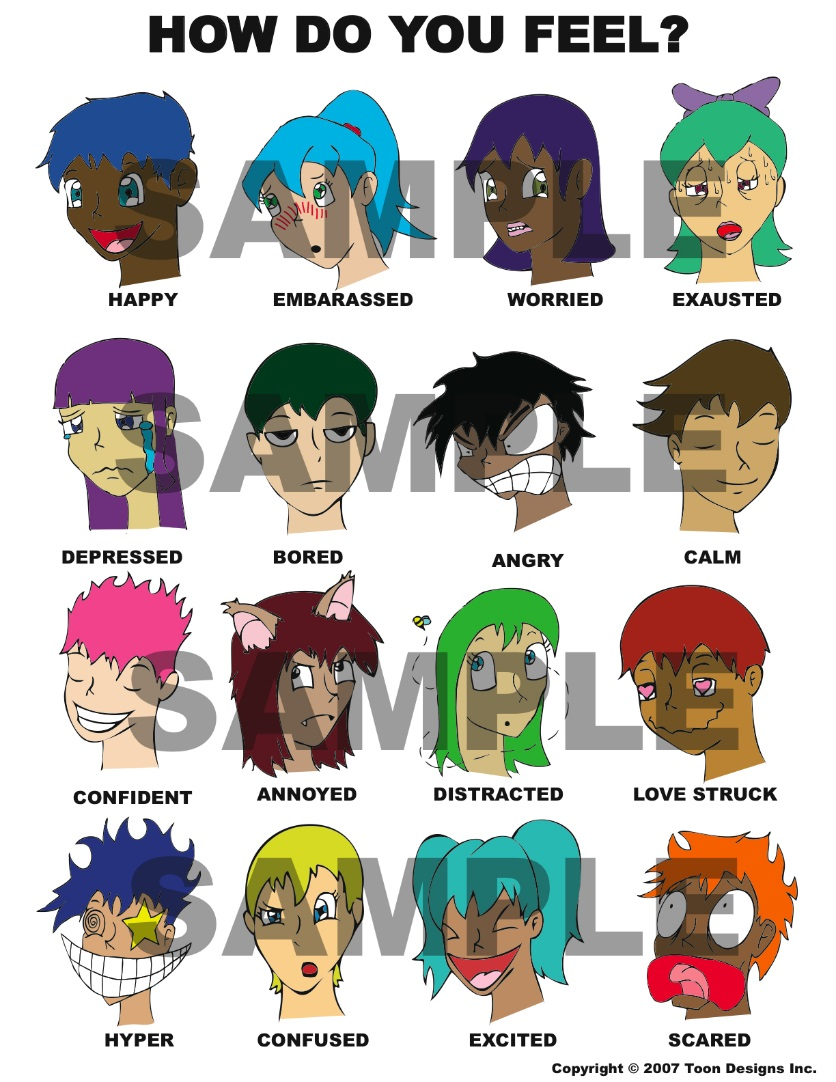 HOW DO YOU FEEL?
SAMPLE
HAPPY EMBARASSED WORRIED EXAUSTED
SAMPLE
DEPRESSED BORED ANGRY CALM
SAMPLE
CONFIDENT ANNOYED DISTRACTED LOVE STRUCK
SAMPLE
HYPER CONFUSED EXCITED SCARED
Copyright © 2007 Toon Designs Inc.